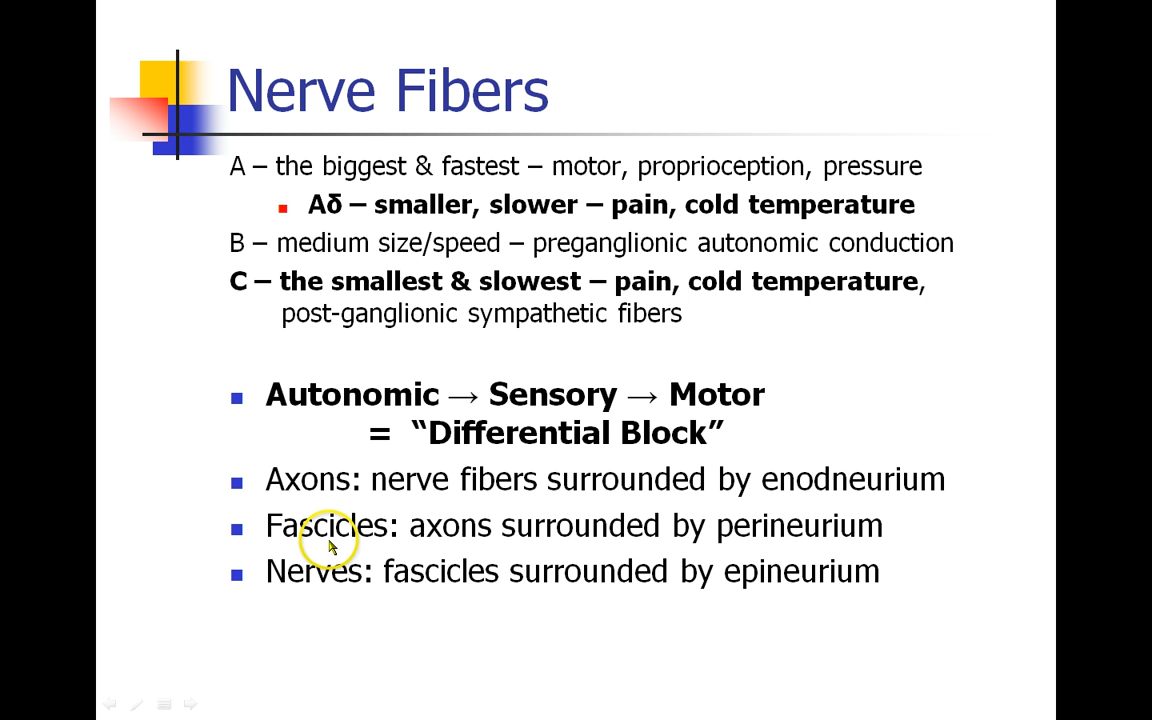 Nerve Fibers
A – the biggest & fastest – motor, proprioception, pressure
Aδ – smaller, slower – pain, cold temperature
B – medium size/speed – preganglionic autonomic conduction
C – the smallest & slowest – pain, cold temperature,
post-ganglionic sympathetic fibers
Autonomic → Sensory → Motor
= “Differential Block”
Axons: nerve fibers surrounded by enodneurium
Fascicles: axons surrounded by perineurium
Nerves: fascicles surrounded by epineurium